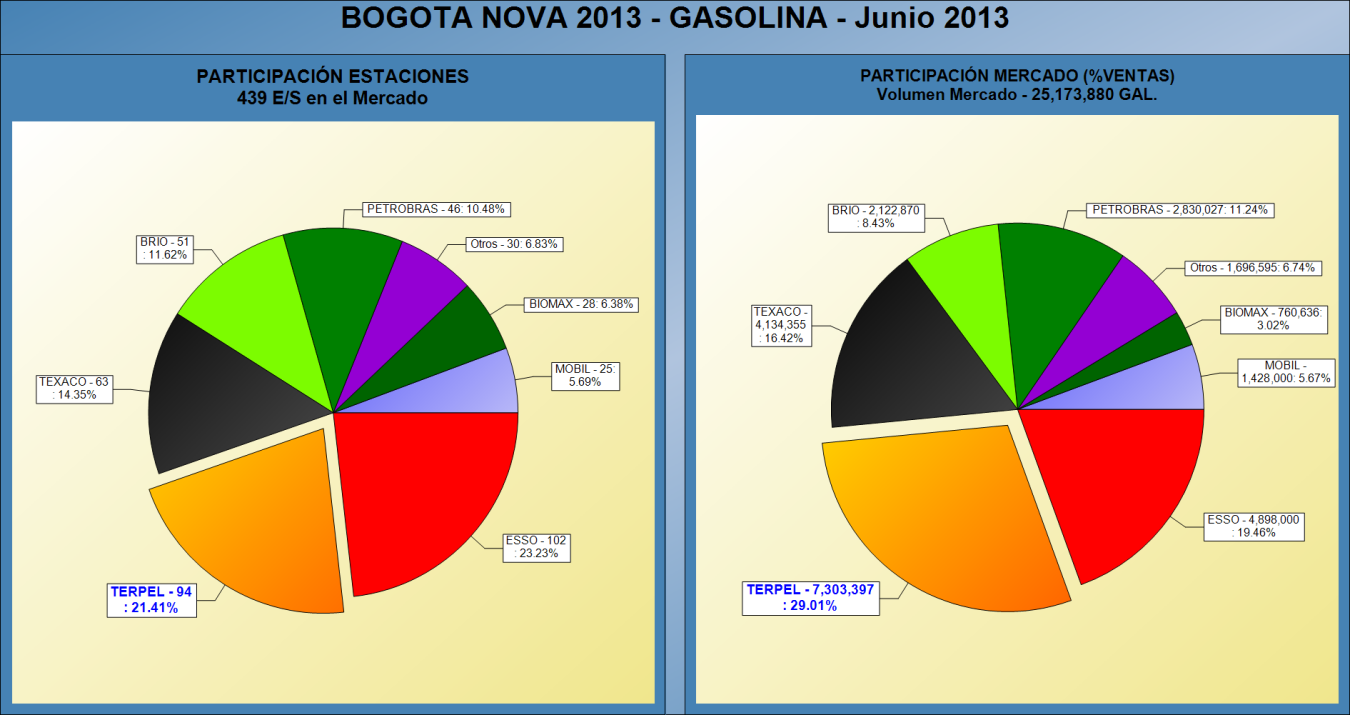 BOGOTA NOVA 2013 - GASOLINA - Junio 2013
PARTICIPACIÓN ESTACIONES
439 E/S en el Mercado
PETROBRAS - 46: 10.48%
BRIO - 51
: 11.62%
Otros - 30: 6.83%
BIOMAX - 28: 6.38%
TEXACO - 63
: 14.35%
MOBIL - 25:
5.69%
ESSO - 102
: 23.23%
TERPEL - 94
: 21.41%
PARTICIPACIÓN MERCADO (%VENTAS)
Volumen Mercado - 25,173,880 GAL.
BRIO - 2,122,870
: 8.43%
PETROBRAS - 2,830,027: 11.24%
Otros - 1,696,595: 6.74%
TEXACO -
4,134,355
: 16.42%
BIOMAX - 760,636:
3.02%
MOBIL -
1,428,000: 5.67%
ESSO - 4,898,000
: 19.46%
TERPEL - 7,303,397
: 29.01%